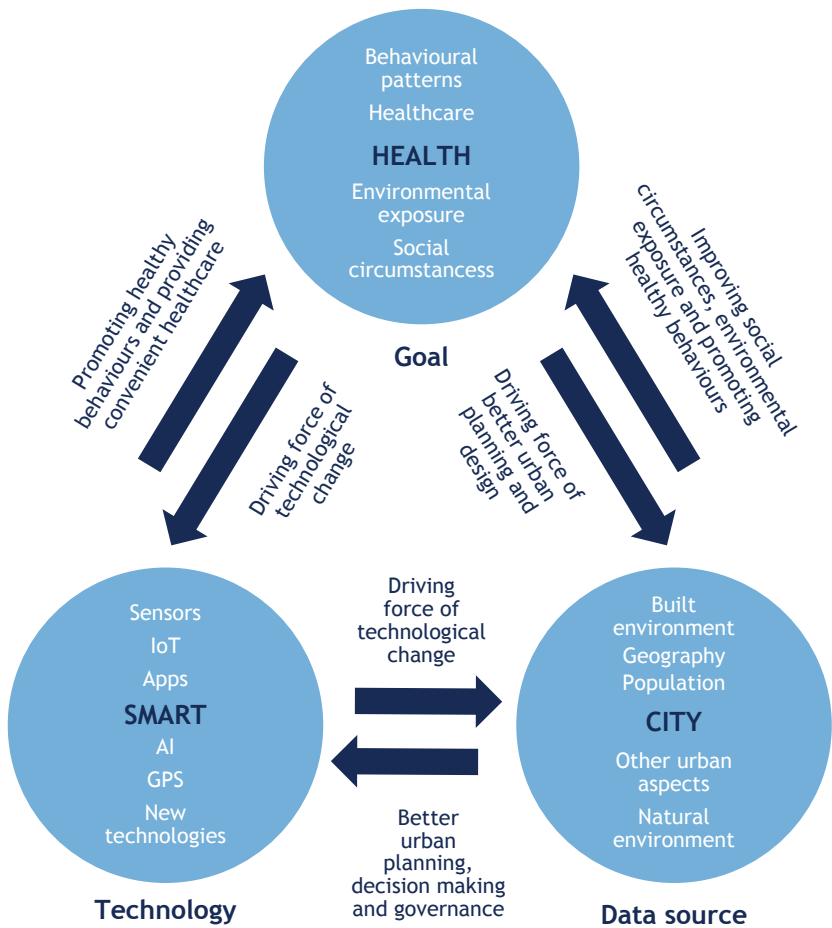 Behavioural
patterns
Healthcare
HEALTH
Environmental
exposure
Social
circumstancess
Goal
Promoting healthy
behaviours and providing
convenient healthcare
Driving force of
technological
change
Improving social
circumstances, environmental
exposure and promoting
healthy behaviours
Driving force of
better urban
planning and
design
Sensors
IoT
Apps
SMART
AI
GPS
New
technologies
Technology
Driving
force of
technological
change
Better
urban
planning,
decision making
and governance
Built
environment
Geography
Population
CITY
Other urban
aspects
Natural
environment
Data source